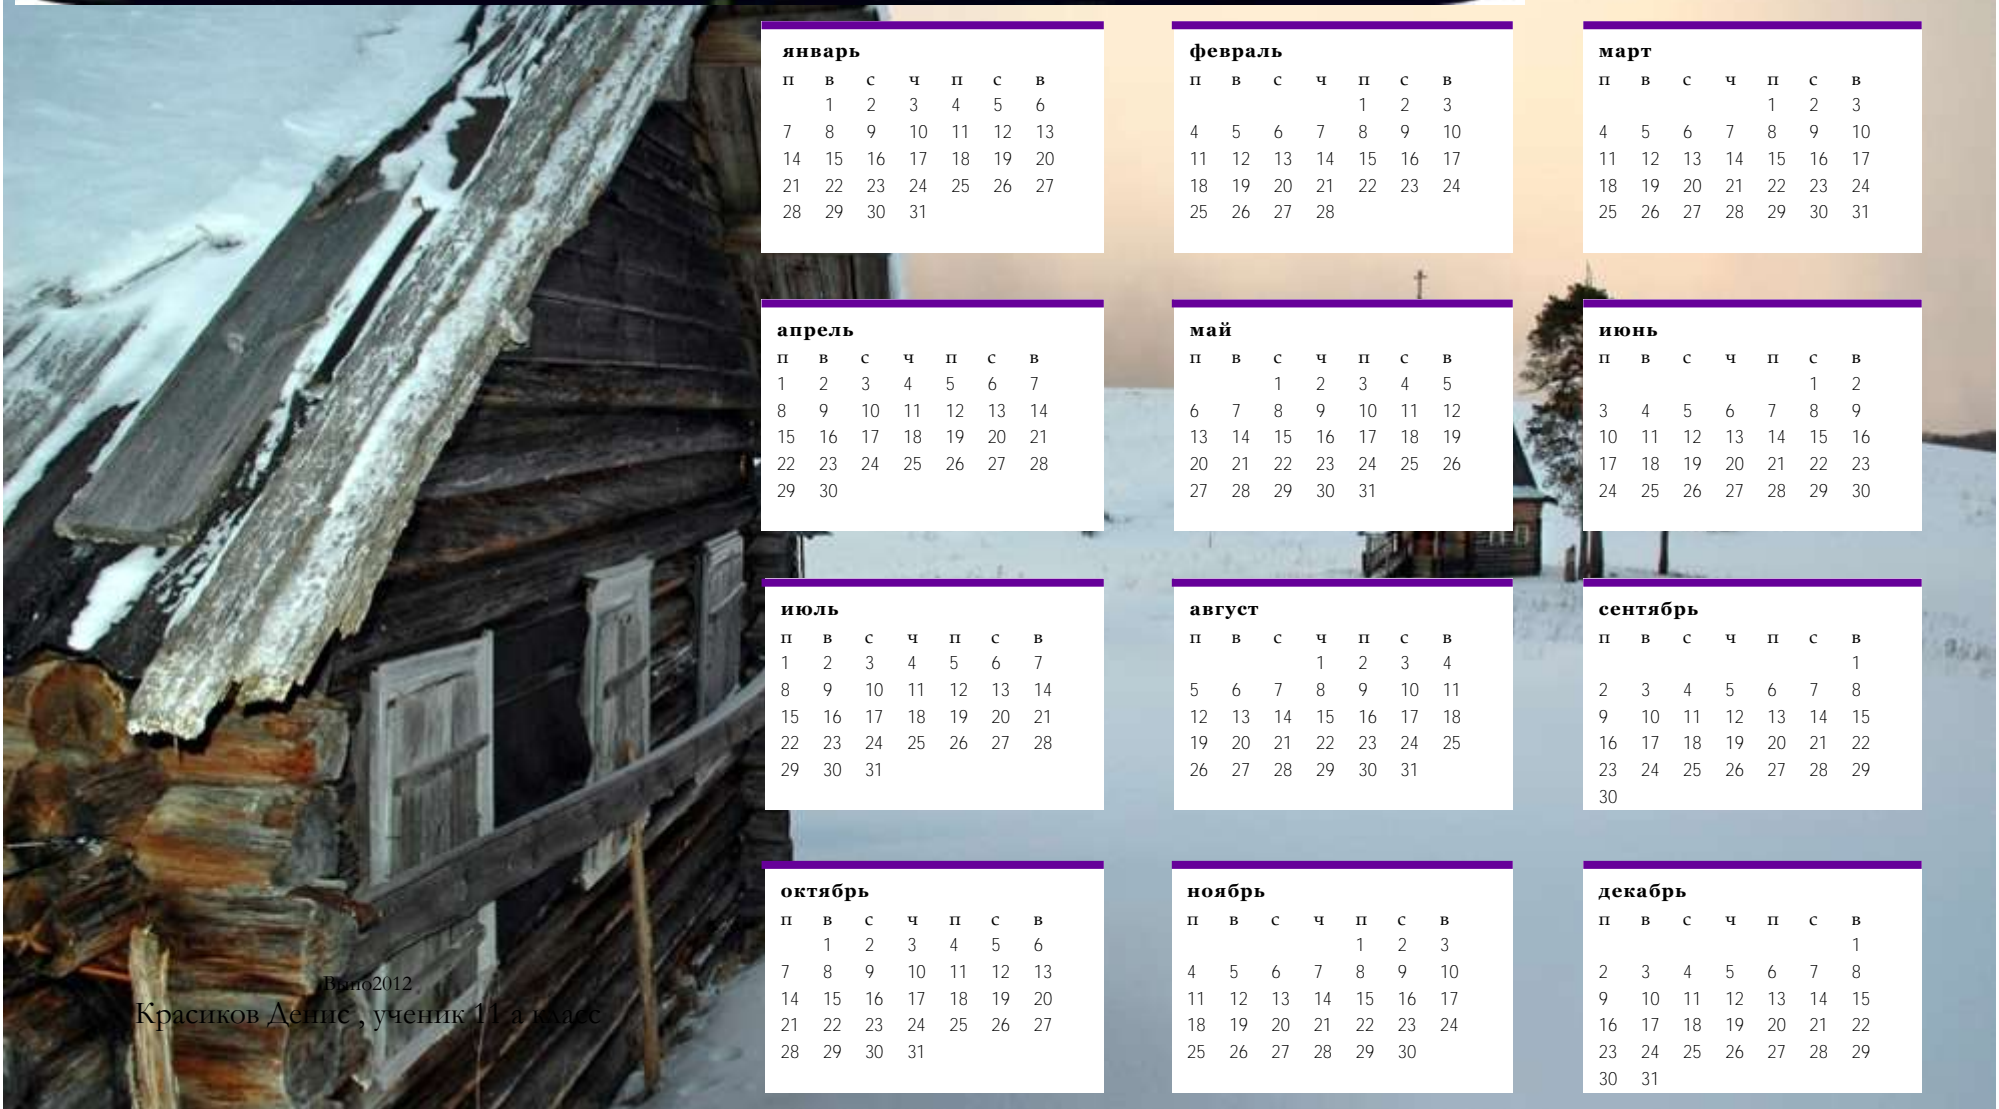 январь
п в с ч п с в
1 2 3 4 5 6
7 8 9 10 11 12 13
14 15 16 17 18 19 20
21 22 23 24 25 26 27
28 29 30 31
февраль
п в с ч п с в
1 2 3
4 5 6 7 8 9 10
11 12 13 14 15 16 17
18 19 20 21 22 23 24
25 26 27 28
март
п в с ч п с в
1 2 3
4 5 6 7 8 9 10
11 12 13 14 15 16 17
18 19 20 21 22 23 24
25 26 27 28 29 30 31
апрель
п в с ч п с в
1 2 3 4 5 6 7
8 9 10 11 12 13 14
15 16 17 18 19 20 21
22 23 24 25 26 27 28
29 30
май
п в с ч п с в
1 2 3 4 5
6 7 8 9 10 11 12
13 14 15 16 17 18 19
20 21 22 23 24 25 26
27 28 29 30 31
июнь
п в с ч п с в
1 2
3 4 5 6 7 8 9
10 11 12 13 14 15 16
17 18 19 20 21 22 23
24 25 26 27 28 29 30
июль
п в с ч п с в
1 2 3 4 5 6 7
8 9 10 11 12 13 14
15 16 17 18 19 20 21
22 23 24 25 26 27 28
29 30 31
август
п в с ч п с в
1 2 3 4
5 6 7 8 9 10 11
12 13 14 15 16 17 18
19 20 21 22 23 24 25
26 27 28 29 30 31
сентябрь
п в с ч п с в
1
2 3 4 5 6 7 8
9 10 11 12 13 14 15
16 17 18 19 20 21 22
23 24 25 26 27 28 29
30
октябрь
п в с ч п с в
1 2 3 4 5 6
7 8 9 10 11 12 13
14 15 16 17 18 19 20
21 22 23 24 25 26 27
28 29 30 31
ноябрь
п в с ч п с в
1 2 3
4 5 6 7 8 9 10
11 12 13 14 15 16 17
18 19 20 21 22 23 24
25 26 27 28 29 30
декабрь
п в с ч п с в
1
2 3 4 5 6 7 8
9 10 11 12 13 14 15
16 17 18 19 20 21 22
23 24 25 26 27 28 29
30 31
Красиков Денис , ученик 11 а класс